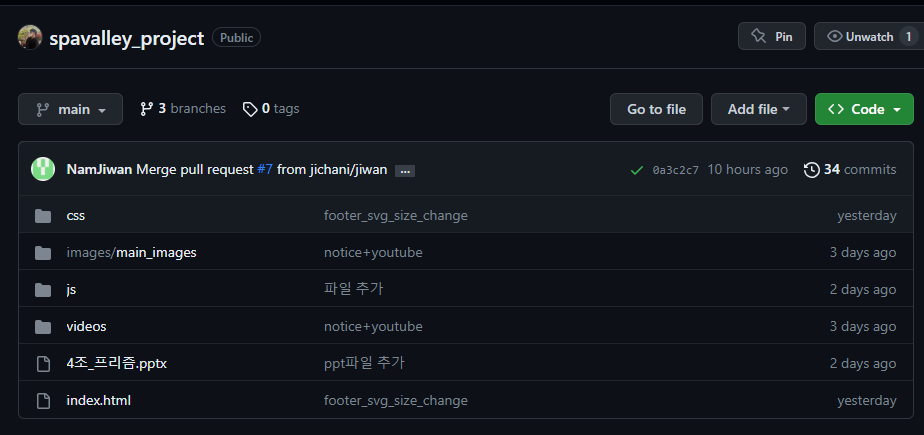 spavalley_project Public Pin Unwatch 1
main 3 branches 0 tags Go to file Add file Code
NamJiwan Merge pull request #7 from jichani/jiwan ... 0a3c2c7 10 hours ago 34 commits
css footer_svg_size_change yesterday
images/main_images notice+youtube 3 days ago
js 파일 추가 2 days ago
videos notice+youtube 3 days ago
4조_프리즘.pptx ppt파일 추가 2 days ago
index.html footer_svg_size_change yesterday